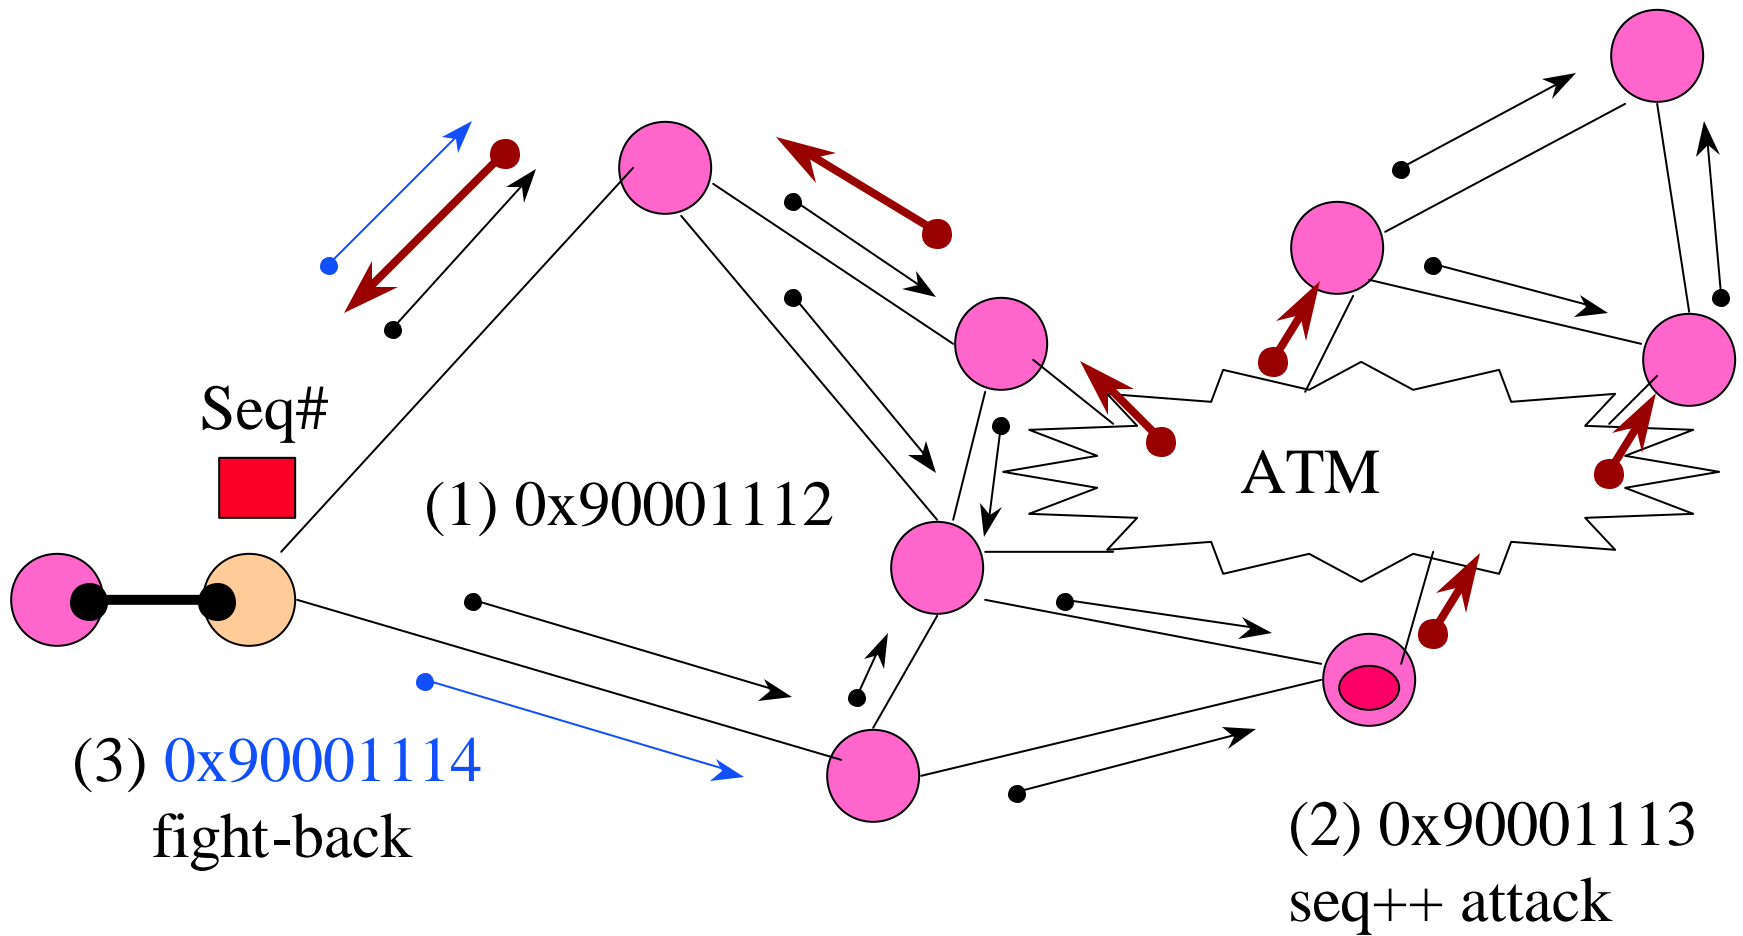 Seq#
ATM
(1) 0x90001112
(3) 0x90001114
fight-back
(2) 0x90001113
seq++ attack